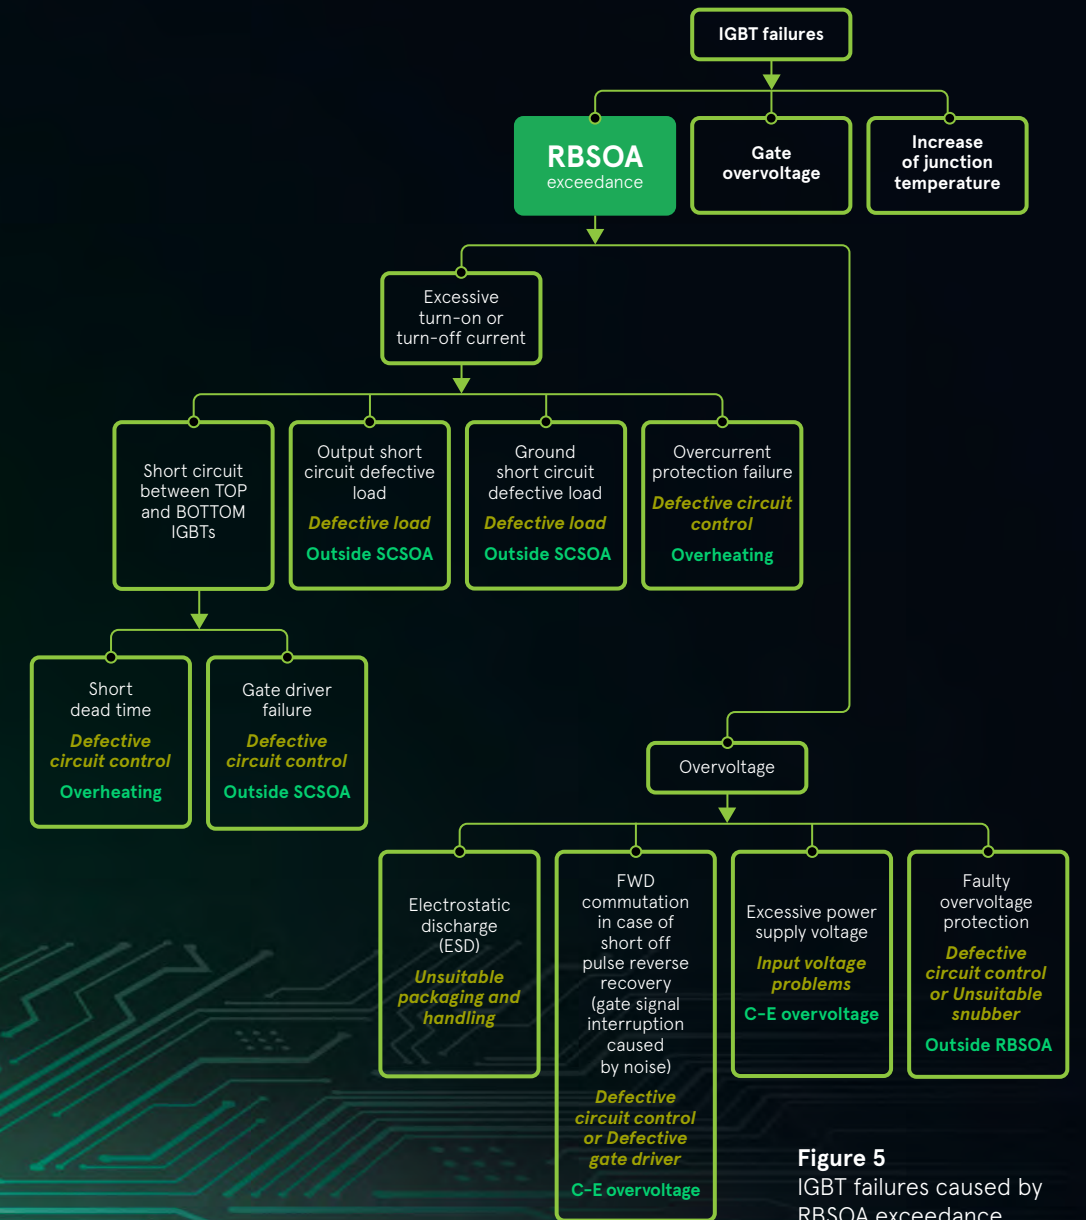 IGBT failures
RBSOA
exceedance
Gate
overvoltage
Increase
of junction
temperature
Excessive
turn-on or
turn-off current
Short circuit
between TOP
and BOTTOM
IGBTs
Output short
circuit defective
load
Defective load
Outside SCSOA
Ground
short circuit
defective load
Defective load
Outside SCSOA
Overcurrent
protection failure
Defective circuit
control
Overheating
Short
dead time
Defective
circuit control
Overheating
Gate driver
failure
Defective
circuit control
Outside SCSOA
Overvoltage
Electrostatic
discharge
(ESD)
Unsuitable
packaging and
handling
FWD
commutation
in case of
short off
pulse reverse
recovery
(gate signal
interruption
caused
by noise)
Defective
circuit control
or Defective
gate driver
C-E overvoltage
Excessive power
supply voltage
Input voltage
problems
C-E overvoltage
Faulty
overvoltage
protection
Defective
circuit control
or Unsuitable
snubber
Outside RBSOA
Figure 5
IGBT failures caused by
RBSOA exceedance